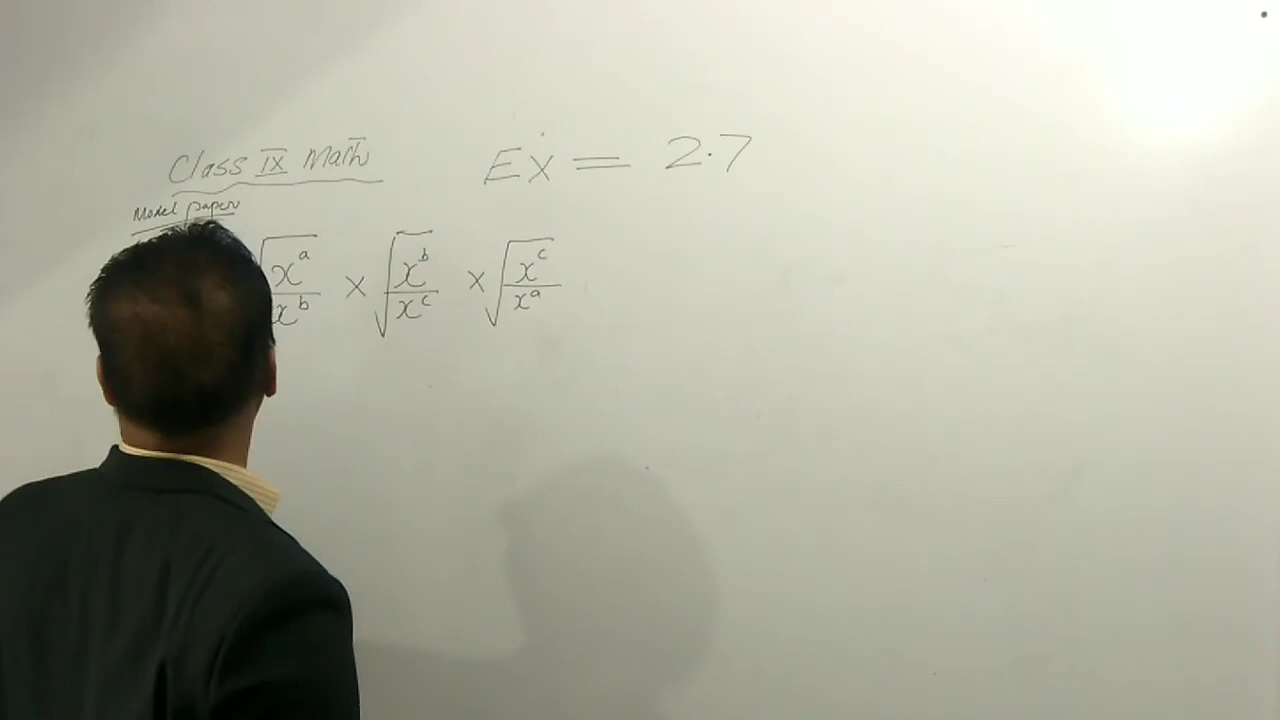 Class IX Math
Ex = 2.7
Model paper
√(x^a/x^b) × √(x^b/x^c) × √(x^c/x^a)